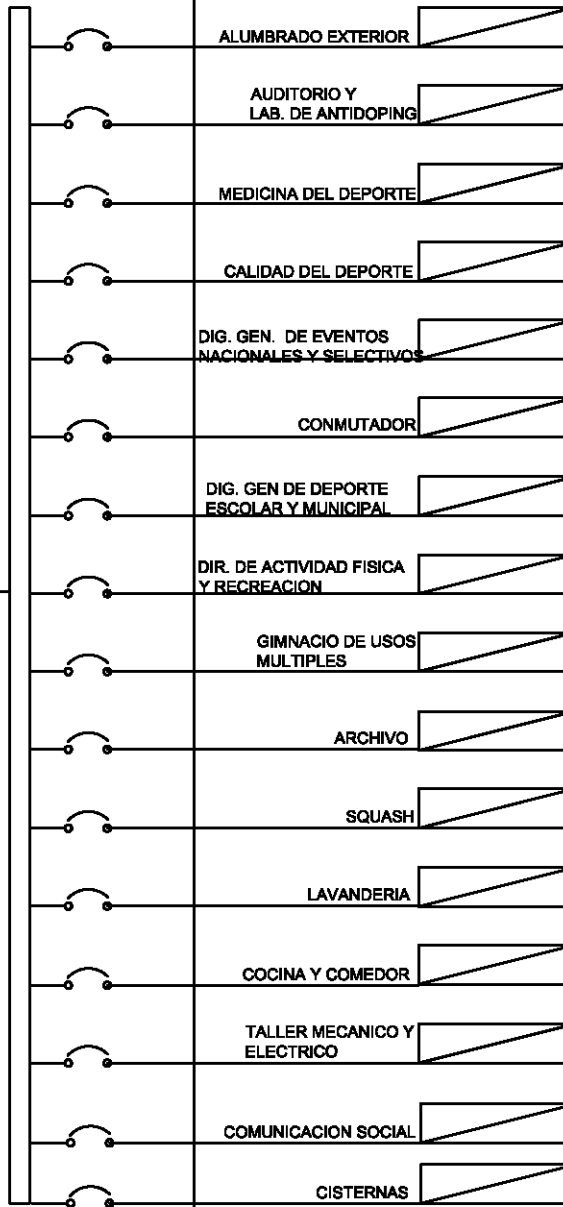 ALUMBRADO EXTERIOR
AUDITORIO Y
LAB. DE ANTIDOPING
MEDICINA DEL DEPORTE
CALIDAD DEL DEPORTE
DIG. GEN. DE EVENTOS
NACIONALES Y SELECTIVOS
CONMUTADOR
DIG. GEN DE DEPORTE
ESCOLAR Y MUNICIPAL
DIR. DE ACTIVIDAD FISICA
Y RECREACION
GIMNACIO DE USOS
MULTIPLES
ARCHIVO
SQUASH
LAVANDERIA
COCINA Y COMEDOR
TALLER MECANICO Y
ELECTRICO
COMUNICACION SOCIAL
CISTERNAS